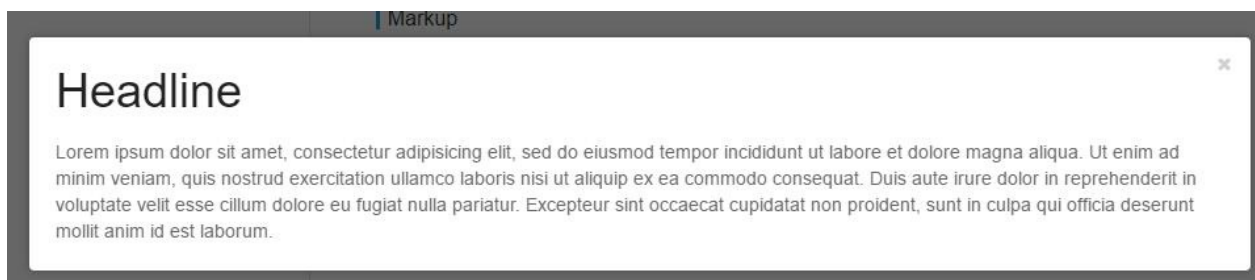 Markup
Headline
Lorem ipsum dolor sit amet, consectetur adipisicing elit, sed do eiusmod tempor incididunt ut labore et dolore magna aliqua. Ut enim ad
minim veniam, quis nostrud exercitation ullamco laboris nisi ut aliquip ex ea commodo consequat. Duis aute irure dolor in reprehenderit in
voluptate velit esse cillum dolore eu fugiat nulla pariatur. Excepteur sint occaecat cupidatat non proident, sunt in culpa qui officia deserunt
mollit anim id est laborum.